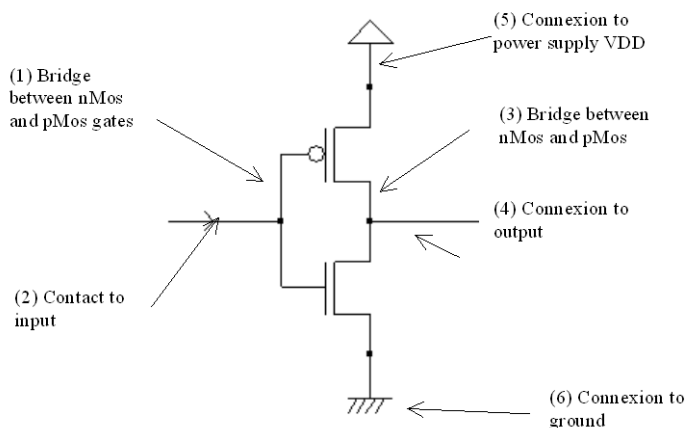 (5) Connexion to
power supply VDD
(1) Bridge
between nMos
and pMos gates
(3) Bridge between
nMos and pMos
(4) Connexion to
output
(2) Contact to
input
(6) Connexion to
ground